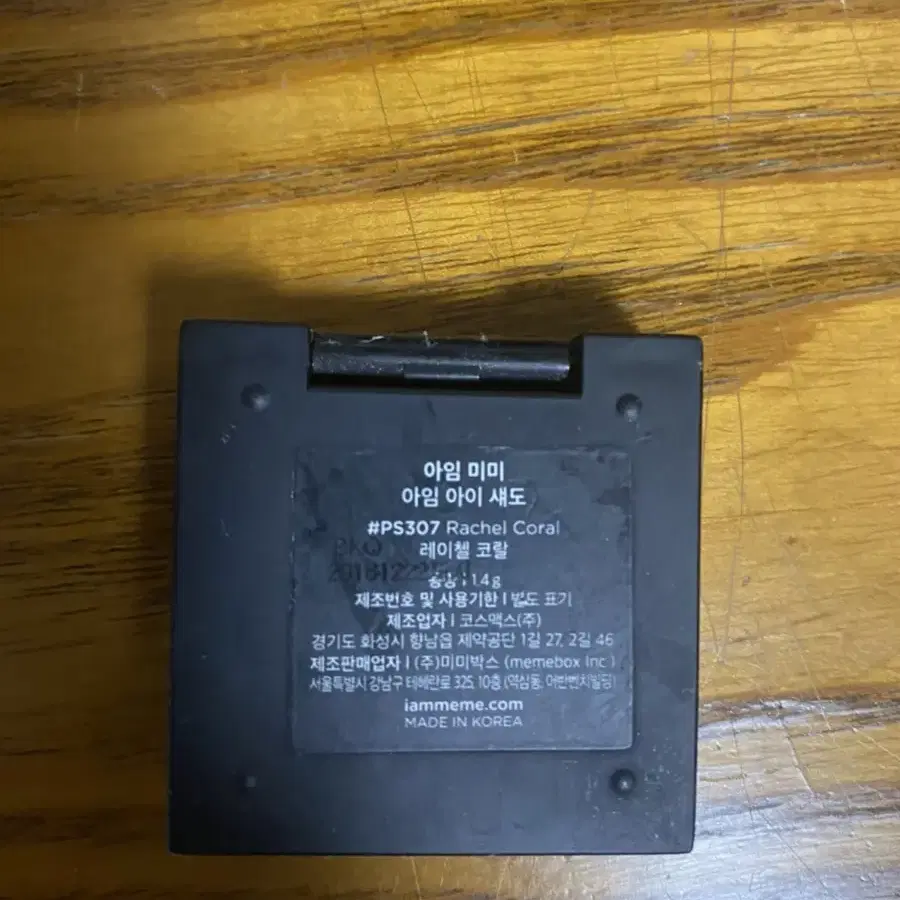 아임 미미
아임 아이 섀도
#PS307 Rachel Coral
레이첼 코랄
중량 I 1.4g
제조번호 및 사용기한 I 별도 표기
제조업자 I 코스맥스(주)
경기도 화성시 향남읍 제약공단 1길 27, 2길 46
제조판매업자 I (주)미미박스 (memebox Inc.)
서울특별시 강남구 테헤란로 325, 10층 (역삼동, 어반벤치빌딩)
iammeme.com
MADE IN KOREA